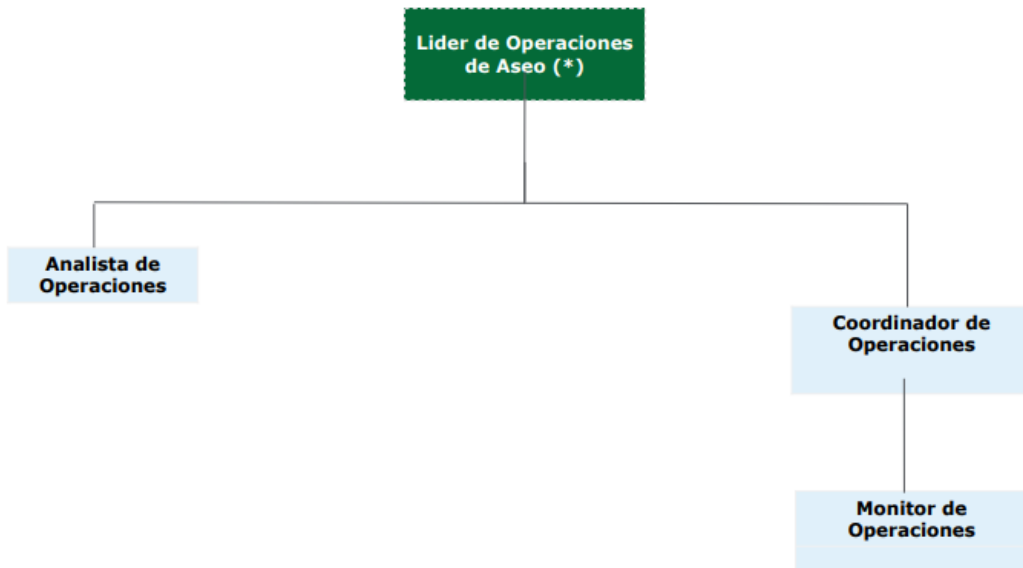 Lider de Operaciones
de Aseo (*)
Analista de
Operaciones
Coordinador de
Operaciones
Monitor de
Operaciones